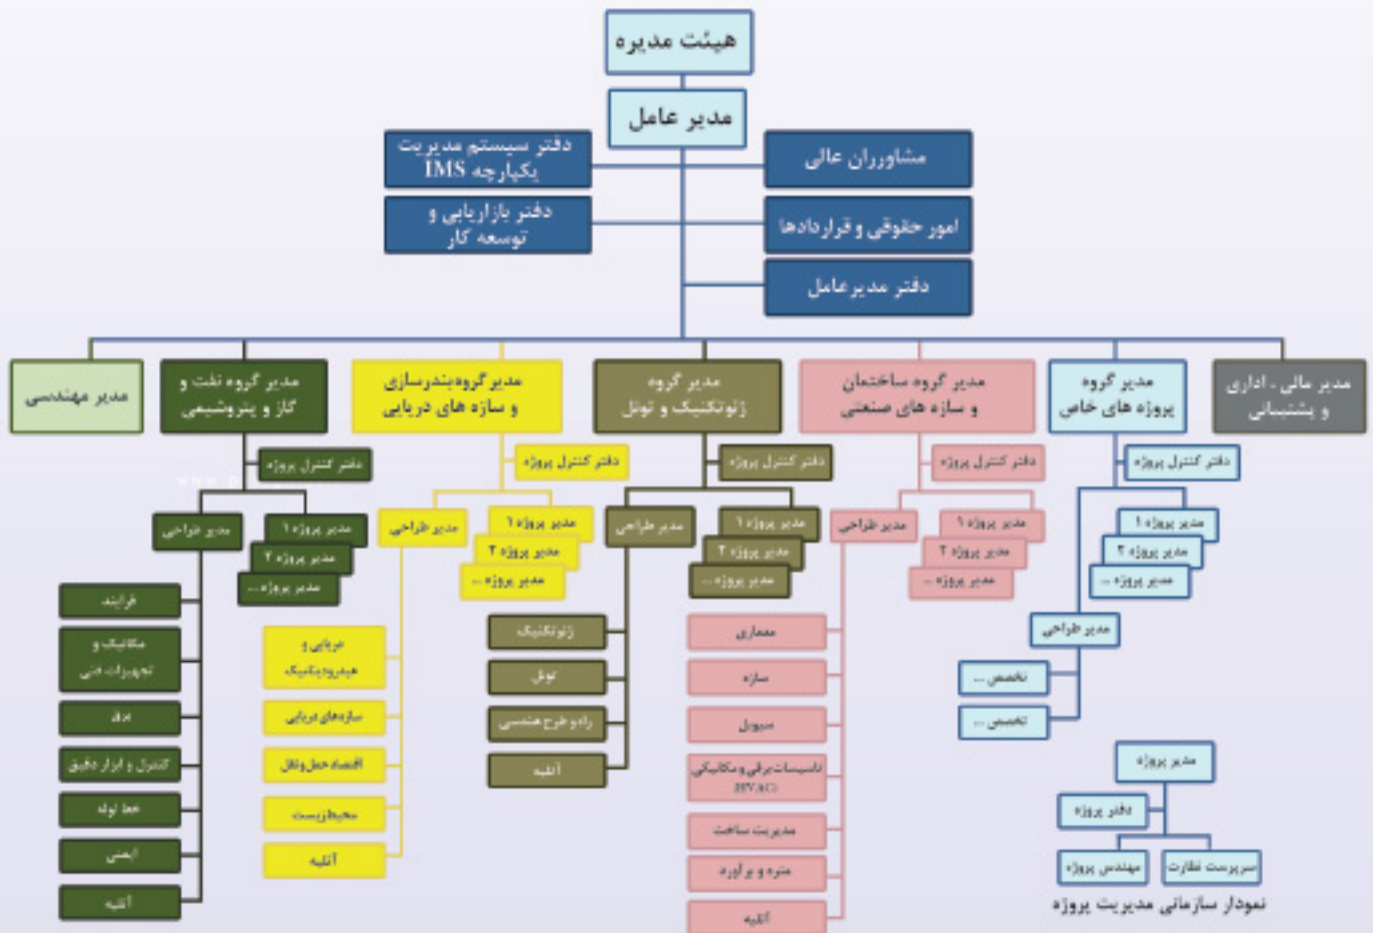 هیئت مدیره
مدیر عامل
مشاورران عالی
دفتر سیستم مدیریت
یکپارچه IMS
امور حقوقی و قراردادها
دفتر بازاریابی و
توسعه کار
دفتر مدیرعامل
مدیر مالی - اداری
و پشتیبانی
مدیر گروه
پروژه های خاص
مدیر گروه ساختمان
و سازه های صنعتی
مدیر گروه
ژئوتکنیک و تونل
مدیر گروه بندرسازی
و سازه های دریایی
مدیر گروه نفت و
گاز و پتروشیمی
مدیر مهندسی
دفتر کنترل پروژه
مدیر پروژه ۱
مدیر پروژه ۲
مدیر پروژه ...
مدیر طراحی
تخصص ...
تخصص ...
دفتر کنترل پروژه
مدیر پروژه ۱
مدیر پروژه ۲
مدیر پروژه ...
مدیر طراحی
معماری
سازه
سیویل
تاسیسات برقی و مکانیکی
(HVAC)
مدیریت ساخت
متره و برآورد
آتلیه
دفتر کنترل پروژه
مدیر پروژه ۱
مدیر پروژه ۲
مدیر پروژه ...
مدیر طراحی
ژئوتکنیک
تونل
راه و طرح هندسی
آتلیه
دفتر کنترل پروژه
مدیر پروژه ۱
مدیر پروژه ۲
مدیر پروژه ...
مدیر طراحی
دریایی و
هیدرودینامیک
سازه‌های دریایی
اقتصاد حمل و نقل
محیط زیست
آتلیه
دفتر کنترل پروژه
مدیر پروژه ۱
مدیر پروژه ۲
مدیر پروژه ...
مدیر طراحی
فرایند
مکانیک و
تجهیزات فنی
برق
کنترل و ابزار دقیق
خط لوله
ایمنی
آتلیه
مدیر پروژه
دفتر پروژه
سرپرست نظارت
مهندس پروژه
نمودار سازمانی مدیریت پروژه